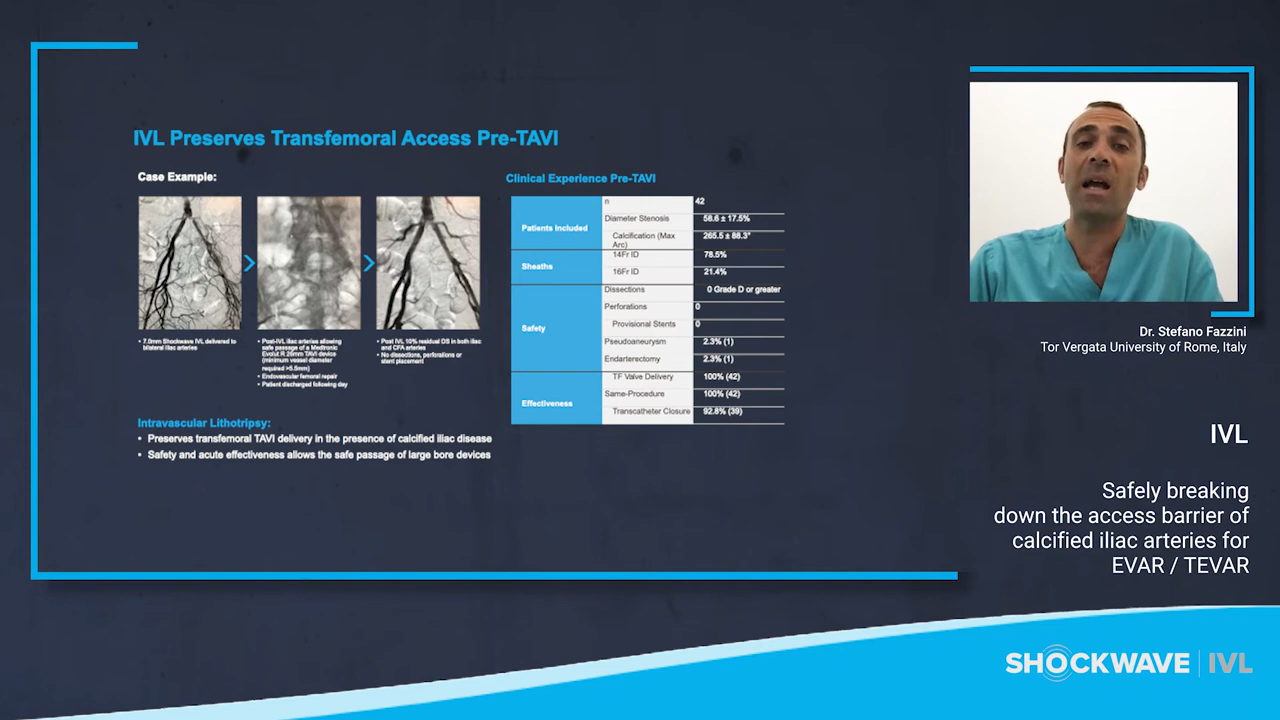 IVL Preserves Transfemoral Access Pre-TAVI
Case Example:
• 7.0mm Shockwave IVL delivered to
bilateral iliac arteries
• Post-IVL iliac arteries allowing
safe passage of a Medtronic
Evolut R 26mm TAVI device
(minimum vessel diameter
required >5.5mm)
• Endovascular femoral repair
• Patient discharged following day
• Post IVL 10% residual DS in both iliac
and CFA arteries
• No dissections, perforations or
stent placement
Intravascular Lithotripsy:
• Preserves transfemoral TAVI delivery in the presence of calcified iliac disease
• Safety and acute effectiveness allows the safe passage of large bore devices
Clinical Experience Pre-TAVI
Patients Included
n 42
Diameter Stenosis 58.6 ± 17.5%
Calcification (Max Arc) 265.5 ± 88.3°
Sheaths
14Fr ID 78.5%
16Fr ID 21.4%
Safety
Dissections 0 Grade D or greater
Perforations 0
Provisional Stents 0
Pseudoaneurysm 2.3% (1)
Endarterectomy 2.3% (1)
Effectiveness
TF Valve Delivery 100% (42)
Same-Procedure 100% (42)
Transcatheter Closure 92.8% (39)
Dr. Stefano Fazzini
Tor Vergata University of Rome, Italy
IVL
Safely breaking
down the access barrier of
calcified iliac arteries for
EVAR / TEVAR
SHOCKWAVE | IVL